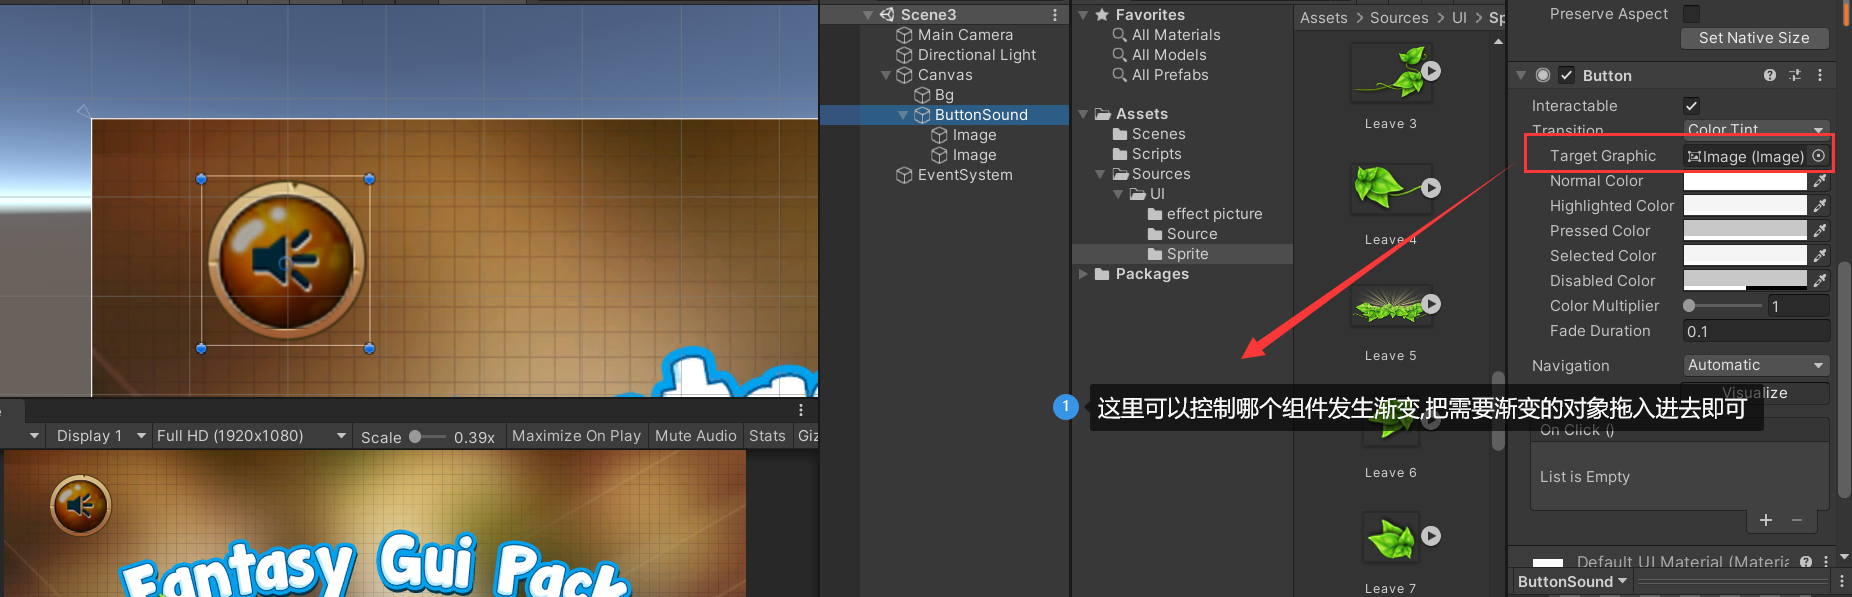 Scene3
Main Camera
Directional Light
Canvas
Bg
ButtonSound
Image
Image
EventSystem
Favorites
All Materials
All Models
All Prefabs
Assets
Scenes
Scripts
Sources
UI
effect picture
Source
Sprite
Packages
Assets > Sources > UI > Sp
Leave 3
Leave 4
Leave 5
Leave 6
Leave 7
Preserve Aspect
Set Native Size
Button
Interactable
Transition Color Tint
Target Graphic Image (Image)
Normal Color
Highlighted Color
Pressed Color
Selected Color
Disabled Color
Color Multiplier 1
Fade Duration 0.1
Navigation Automatic
Visualize
1 这里可以控制哪个组件发生渐变,把需要渐变的对象拖入进去即可
On Click ()
List is Empty
Default UI Material (Materia
ButtonSound
Display 1 Full HD (1920x1080) Scale 0.39x Maximize On Play Mute Audio Stats Giz
Fantasy Gui Pack